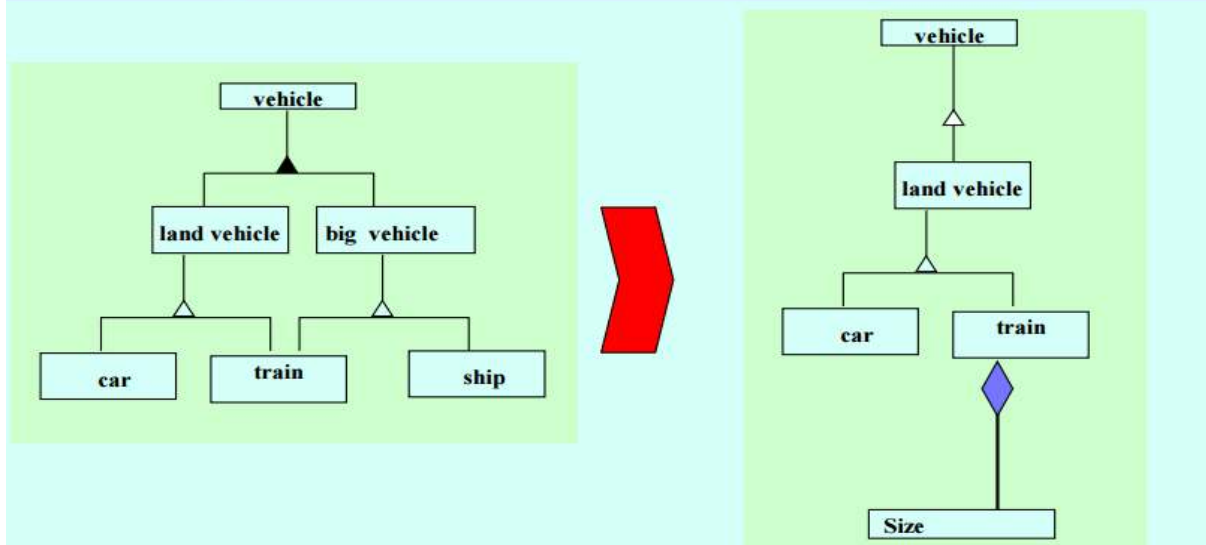 vehicle
land vehicle
big vehicle
car
train
ship
vehicle
land vehicle
car
train
Size